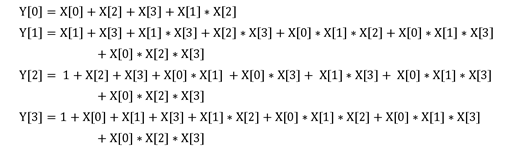 Y[0] = X[0] + X[2] + X[3] + X[1] ∗ X[2]
Y[1] = X[1] + X[3] + X[1] ∗ X[3] + X[2] ∗ X[3] + X[0] ∗ X[1] ∗ X[2] + X[0] ∗ X[1] ∗ X[3]
+ X[0] ∗ X[2] ∗ X[3]
Y[2] = 1 + X[2] + X[3] + X[0] ∗ X[1] + X[0] ∗ X[3] + X[1] ∗ X[3] + X[0] ∗ X[1] ∗ X[3]
+ X[0] ∗ X[2] ∗ X[3]
Y[3] = 1 + X[0] + X[1] + X[3] + X[1] ∗ X[2] + X[0] ∗ X[1] ∗ X[2] + X[0] ∗ X[1] ∗ X[3]
+ X[0] ∗ X[2] ∗ X[3]